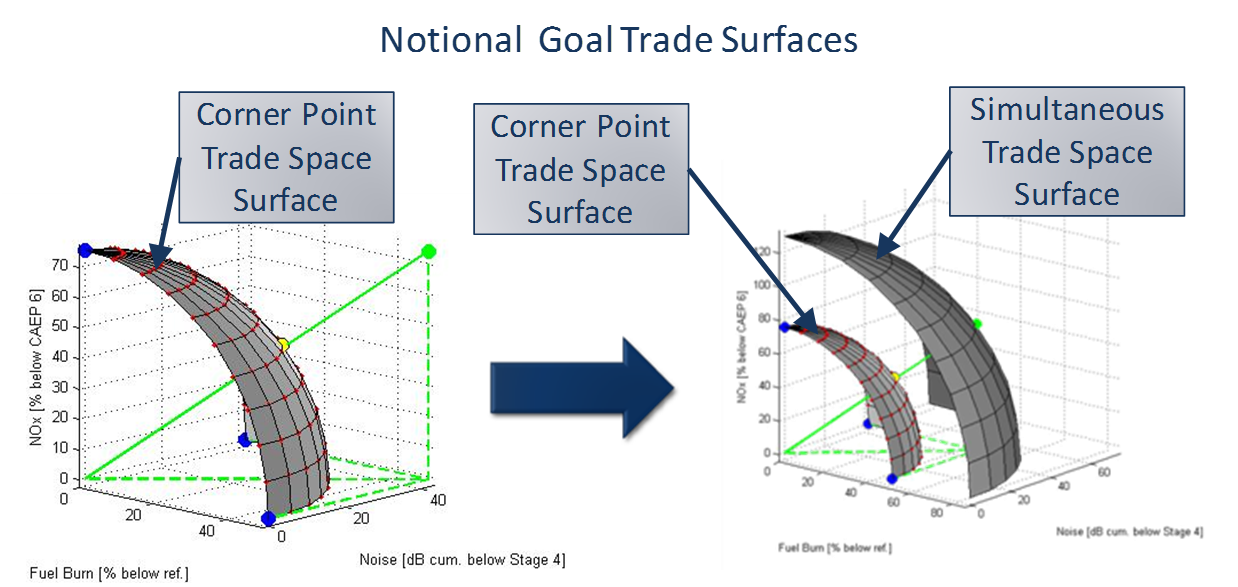 Notional Goal Trade Surfaces
Corner Point
Trade Space
Surface
Corner Point
Trade Space
Surface
Simultaneous
Trade Space
Surface
70
60
50
40
30
20
10
0
NOx [% below CAEP 6]
0
20
40
Fuel Burn [% below ref.]
0
20
40
Noise [dB cum. below Stage 4]
120
100
80
60
40
20
0
NOx [% below CAEP 6]
0
20
40
60
80
Fuel Burn [% below ref.]
0
20
40
60
Noise [dB cum. below Stage 4]